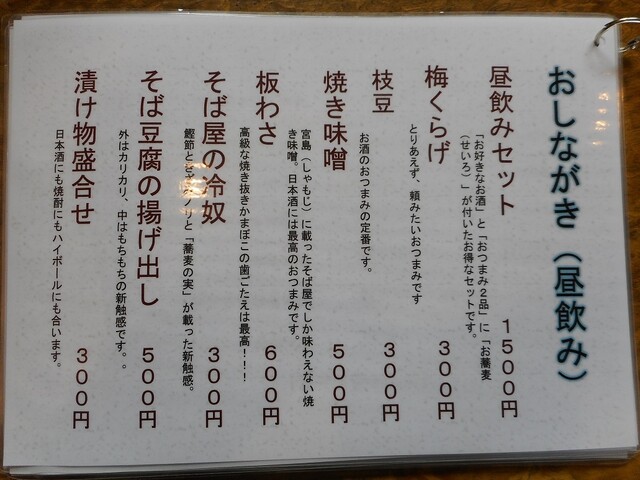 おしながき（昼飲み）
昼飲みセット　１５００円
「お好きなお酒」と「おつまみ２品」に「お蕎麦
（せいろ）」が付いたお得なセットです。
梅くらげ　３００円
とりあえず、頼みたいおつまみです
枝豆　３００円
お酒のおつまみの定番です。
焼き味噌　５００円
宮島（しゃもじ）に載ったそば屋でしか味わえない焼
き味噌。日本酒には最高のおつまみです。
板わさ　６００円
高級な焼き抜きかまぼこの歯ごたえは最高！！！
そば屋の冷奴　３００円
鰹節ときざみノリと「蕎麦の実」が載った新触感。
そば豆腐の揚げ出し　５００円
外はカリカリ、中はもちもちの新触感です。。
漬け物盛合せ　３００円
日本酒にも焼酎にもハイボールにも合います。